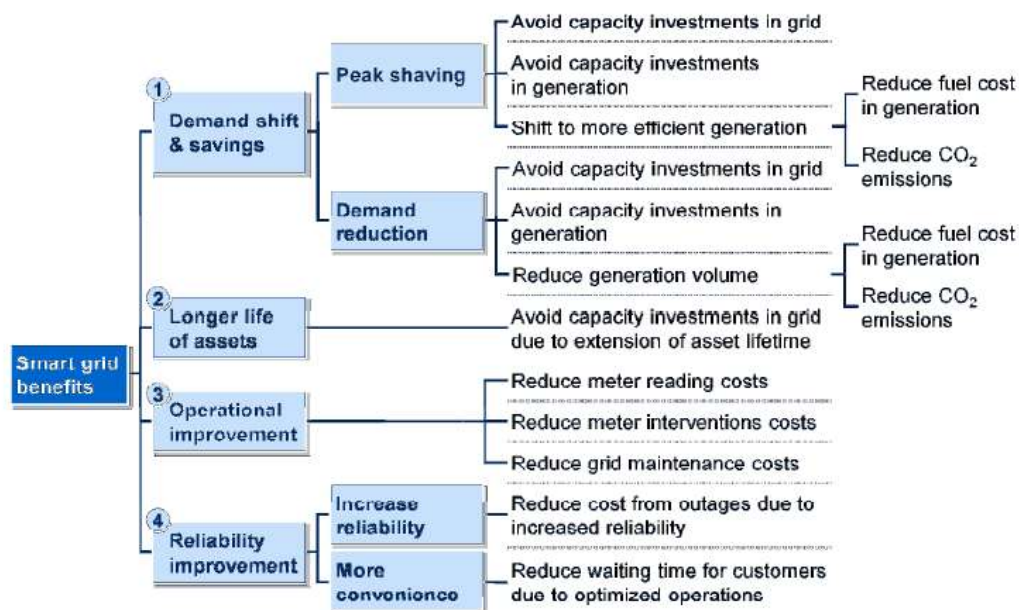 Smart grid
benefits
1
Demand shift
& savings
Peak shaving
Avoid capacity investments in grid
Avoid capacity investments
in generation
Shift to more efficient generation
Reduce fuel cost
in generation
Reduce CO₂
emissions
Demand
reduction
Avoid capacity investments in grid
Avoid capacity investments in
generation
Reduce generation volume
Reduce fuel cost
in generation
Reduce CO₂
emissions
2
Longer life
of assets
Avoid capacity investments in grid
due to extension of asset lifetime
3
Operational
improvement
Reduce meter reading costs
Reduce meter interventions costs
Reduce grid maintenance costs
4
Reliability
improvement
Increase
reliability
Reduce cost from outages due to
increased reliability
More
convenience
Reduce waiting time for customers
due to optimized operations